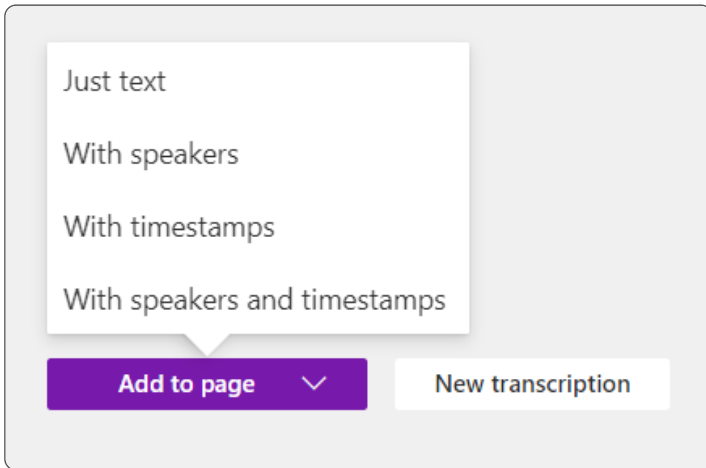 Just text
With speakers
With timestamps
With speakers and timestamps
Add to page
New transcription